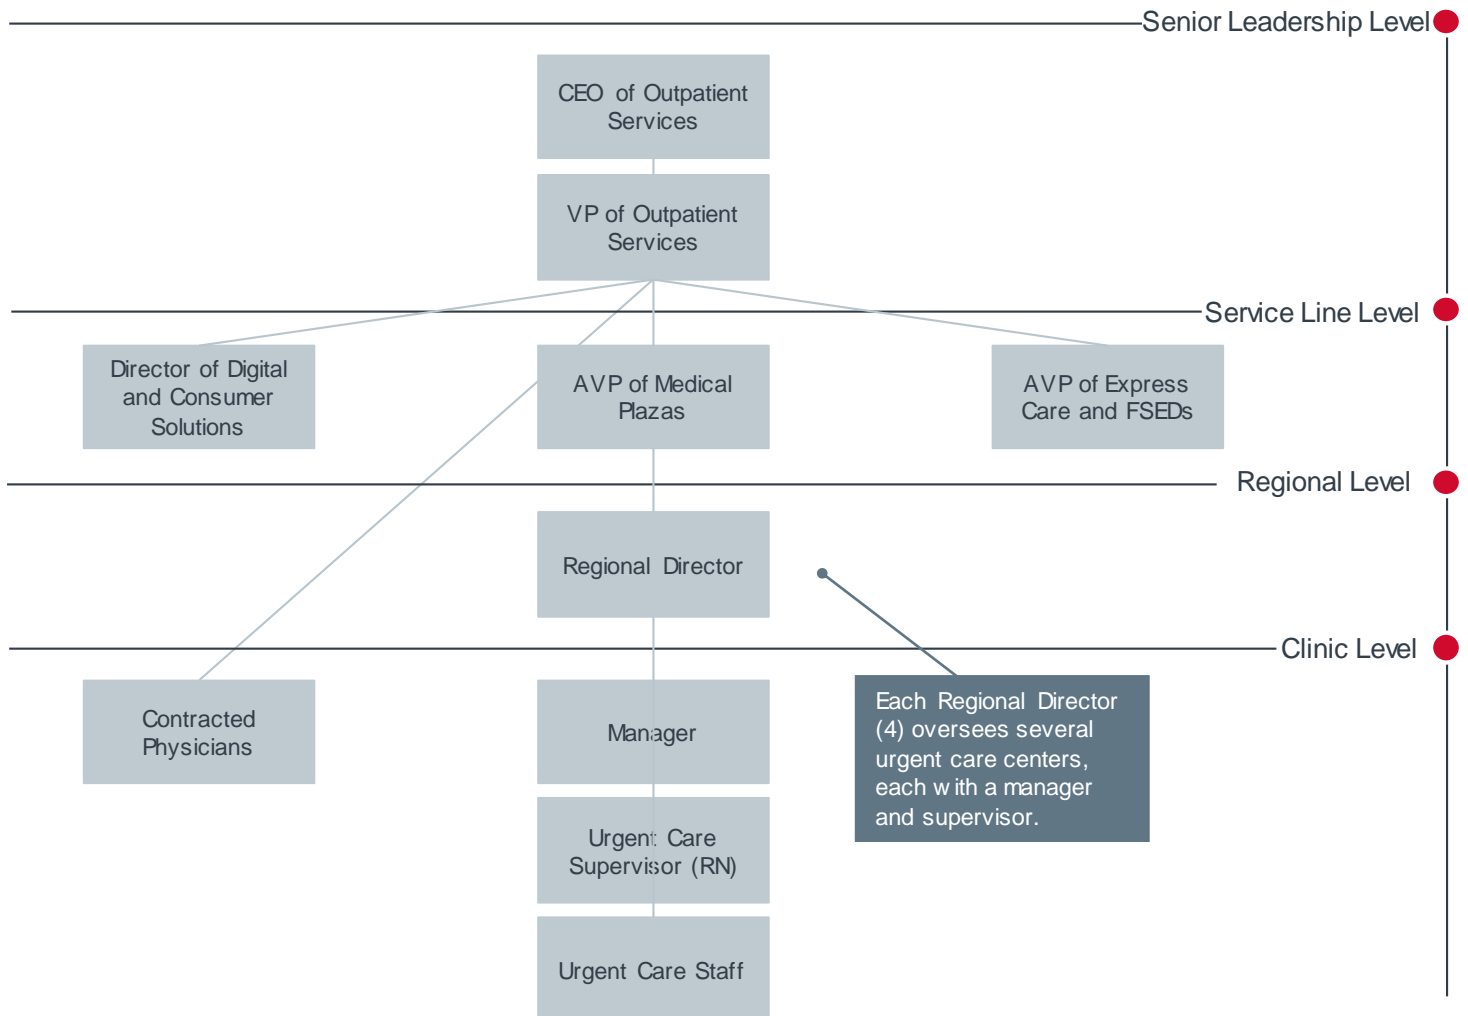 Senior Leadership Level
CEO of Outpatient
Services
VP of Outpatient
Services
Service Line Level
Director of Digital
and Consumer
Solutions
AVP of Medical
Plazas
AVP of Express
Care and FSEDs
Regional Level
Regional Director
Clinic Level
Contracted
Physicians
Manager
Each Regional Director
(4) oversees several
urgent care centers,
each with a manager
and supervisor.
Urgent Care
Supervisor (RN)
Urgent Care Staff